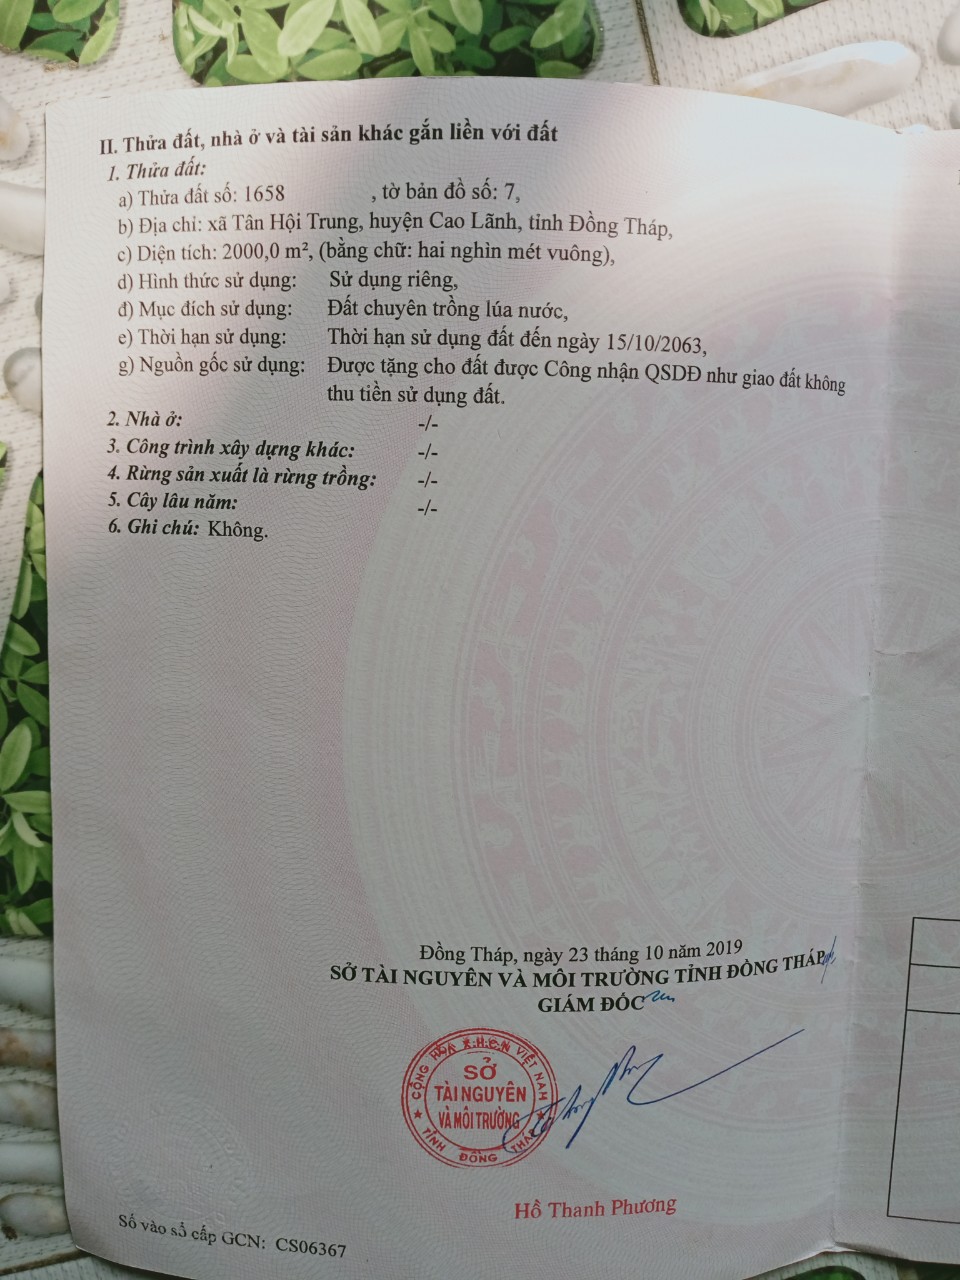 II. Thửa đất, nhà ở và tài sản khác gắn liền với đất
1. Thửa đất:
a) Thửa đất số: 1658 , tờ bản đồ số: 7,
b) Địa chỉ: xã Tân Hội Trung, huyện Cao Lãnh, tỉnh Đồng Tháp,
c) Diện tích: 2000,0 m², (bằng chữ: hai nghìn mét vuông),
d) Hình thức sử dụng: Sử dụng riêng,
đ) Mục đích sử dụng: Đất chuyên trồng lúa nước,
e) Thời hạn sử dụng: Thời hạn sử dụng đất đến ngày 15/10/2063,
g) Nguồn gốc sử dụng: Được tặng cho đất được Công nhận QSDĐ như giao đất không
thu tiền sử dụng đất.
2. Nhà ở: -/-
3. Công trình xây dựng khác: -/-
4. Rừng sản xuất là rừng trồng: -/-
5. Cây lâu năm: -/-
6. Ghi chú: Không.
Đồng Tháp, ngày 23 tháng 10 năm 2019
SỞ TÀI NGUYÊN VÀ MÔI TRƯỜNG TỈNH ĐỒNG THÁP
GIÁM ĐỐC
CỘNG HÒA X.H.C.N VIỆT NAM
SỞ
TÀI NGUYÊN
VÀ MÔI TRƯỜNG
TỈNH ĐỒNG THÁP
Hồ Thanh Phương
Số vào sổ cấp GCN: CS06367